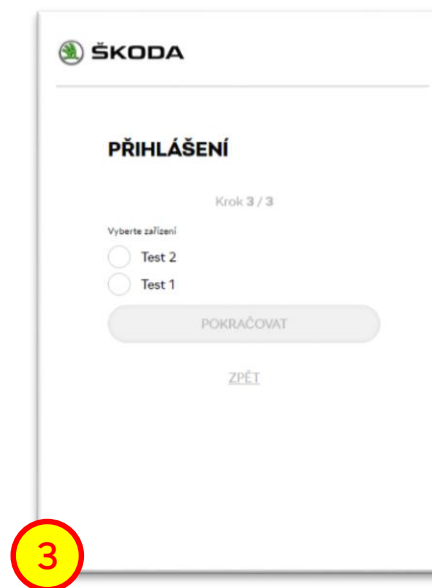 ŠKODA
PŘIHLÁŠENÍ
Krok 3 / 3
Vyberte zařízení
Test 2
Test 1
POKRAČOVAT
ZPĚT
3